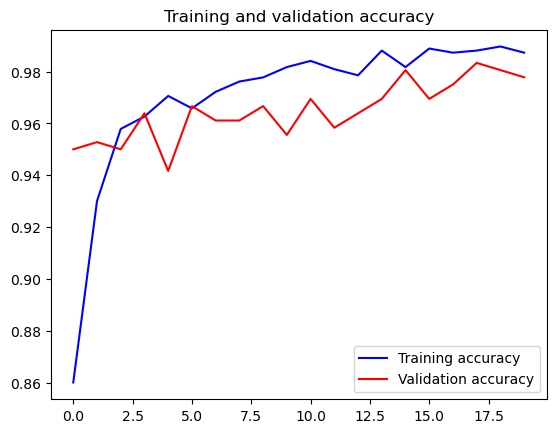 Training and validation accuracy
0.98
0.96
0.94
0.92
0.90
0.88
0.86
Training accuracy
Validation accuracy
0.0 2.5 5.0 7.5 10.0 12.5 15.0 17.5